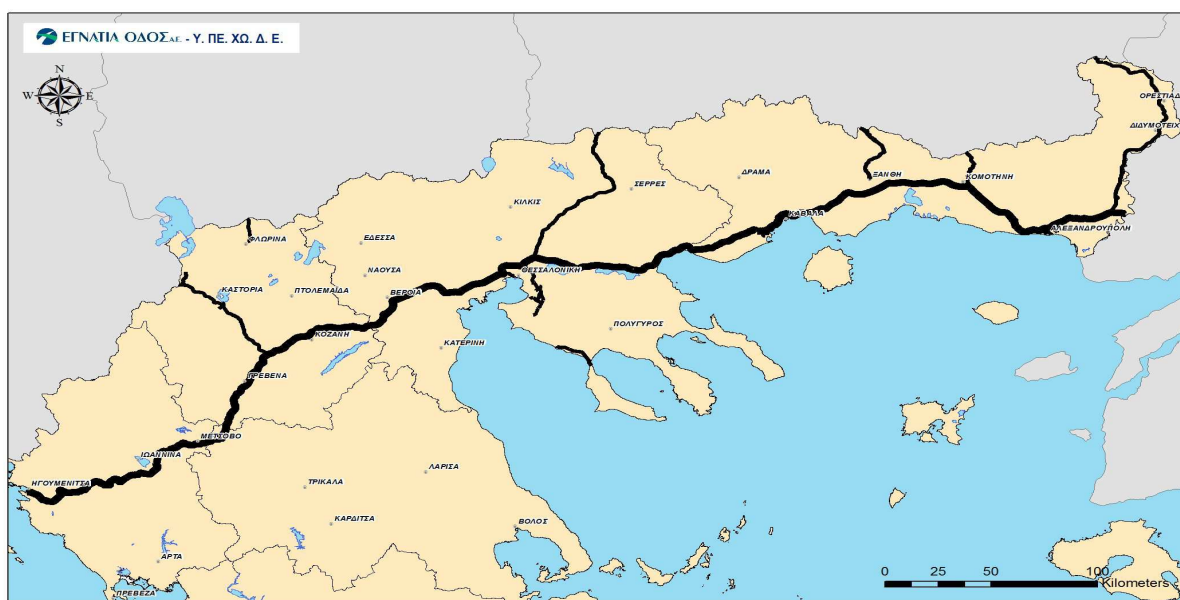 ΕΓΝΑΤΙΑ ΟΔΟΣ Α.Ε. - Υ. ΠΕ. ΧΩ. Δ. Ε.
N
W E
S
ΟΡΕΣΤΙΑΔ
ΔΙΔΥΜΟΤΕΙΧ
ΔΡΑΜΑ
ΞΑΝΘΗ
ΚΟΜΟΤΗΝΗ
ΣΕΡΡΕΣ
ΚΙΛΚΙΣ
ΚΑΒΑΛΑ
ΑΛΕΞΑΝΔΡΟΥΠΟΛΗ
ΦΛΩΡΙΝΑ
ΕΔΕΣΣΑ
ΝΑΟΥΣΑ
ΘΕΣΣΑΛΟΝΙΚΗ
ΚΑΣΤΟΡΙΑ
ΠΤΟΛΕΜΑΪΔΑ
ΒΕΡΟΙΑ
ΠΟΛΥΓΥΡΟΣ
ΚΟΖΑΝΗ
ΚΑΤΕΡΙΝΗ
ΓΡΕΒΕΝΑ
ΜΕΤΣΟΒΟ
ΙΩΑΝΝΙΝΑ
ΛΑΡΙΣΑ
ΗΓΟΥΜΕΝΙΤΣΑ
ΤΡΙΚΑΛΑ
ΚΑΡΔΙΤΣΑ
ΒΟΛΟΣ
ΑΡΤΑ
ΠΡΕΒΕΖΑ
0 25 50 100
Kilometers